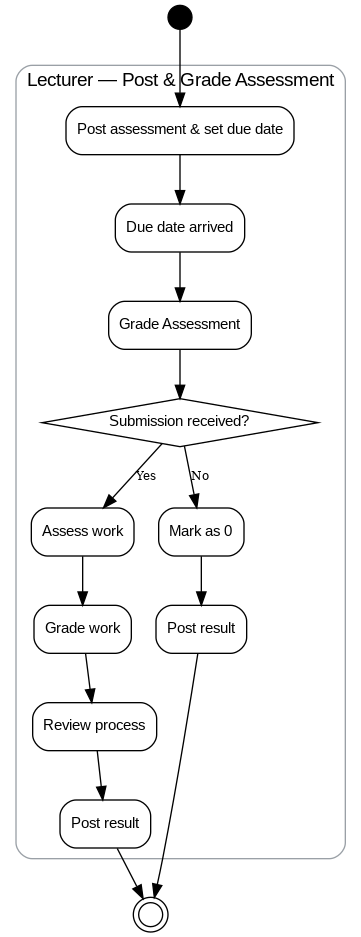 Lecturer — Post & Grade Assessment
Post assessment & set due date
Due date arrived
Grade Assessment
Submission received?
Yes
No
Assess work
Mark as 0
Grade work
Post result
Review process
Post result